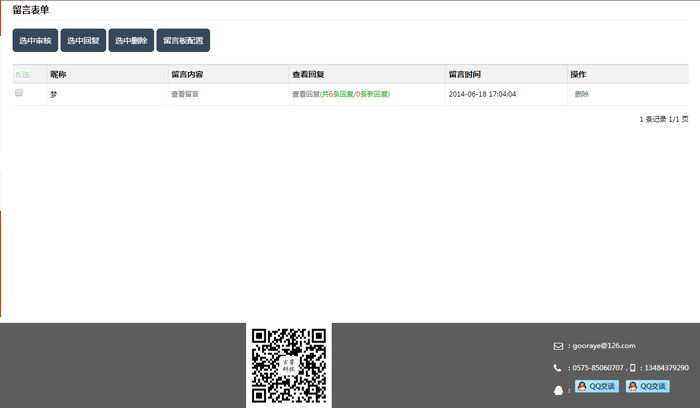 留言表单
选中审核 选中回复 选中删除 留言板配置
反选 昵称 留言内容 查看回复 留言时间 操作
梦 查看留言 查看回复(共6条回复/0条新回复) 2014-06-18 17:04:04 删除
1 条记录 1/1 页
古睿
科技
：gooraye@126.com
：0575-85060707 , ：13484379290
： QQ交谈 QQ交谈